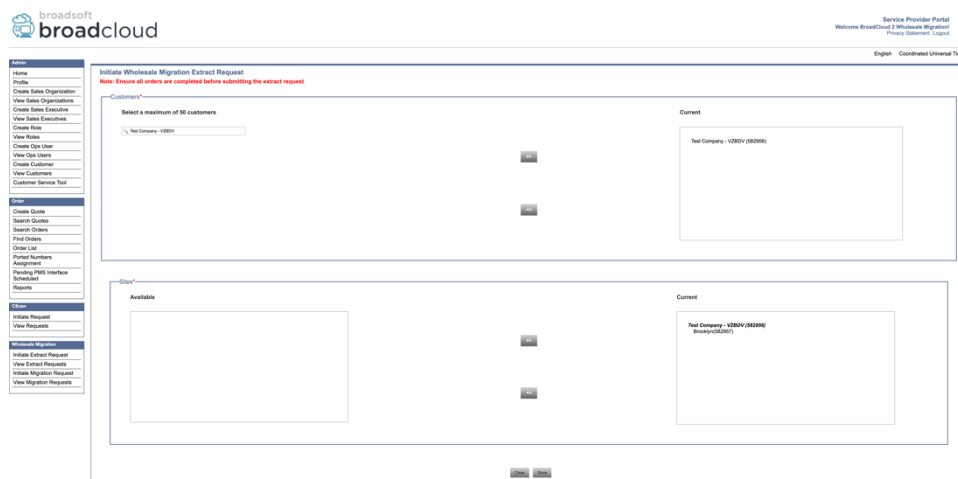 broadsoft
broadcloud
Service Provider Portal
Welcome BroadCloud 2 Wholesale Migration!
Privacy Statement Logout
English Coordinated Universal Ti
Admin
Home
Profile
Create Sales Organization
View Sales Organizations
Create Sales Executive
View Sales Executives
Create Role
View Roles
Create Ops User
View Ops Users
Create Customer
View Customers
Customer Service Tool
Order
Create Quote
Search Quotes
Search Orders
Find Orders
Order List
Ported Numbers
Assignment
Pending PMS Interface
Scheduled
Reports
CScan
Initiate Request
View Requests
Wholesale Migration
Initiate Extract Request
View Extract Requests
Initiate Migration Request
View Migration Requests
Initiate Wholesale Migration Extract Request
Note: Ensure all orders are completed before submitting the extract request
Customers*
Select a maximum of 50 customers
Current
Test Company - VZBDV
Test Company - VZBDV (582956)
Sites*
Available
Current
Test Company - VZBDV (582956)
Brooklyn(582957)
Clear Save